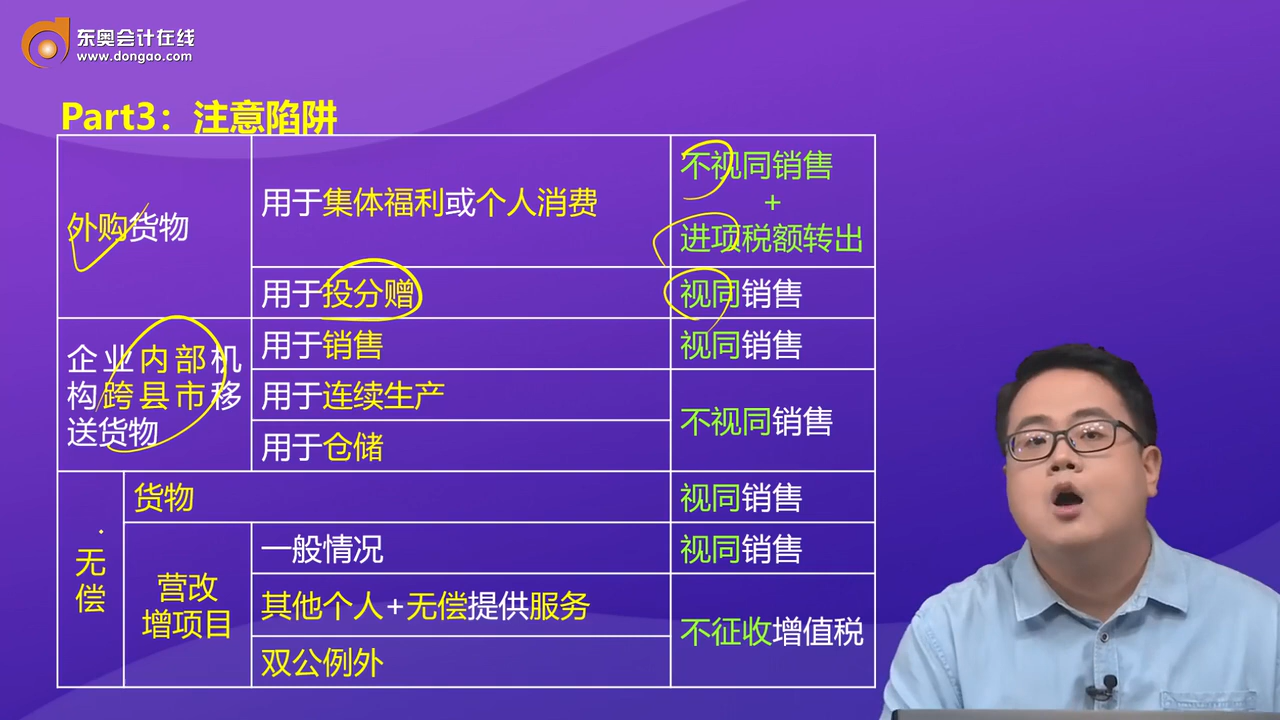 东奥会计在线
www.dongao.com
Part3：注意陷阱
外购货物
用于集体福利或个人消费
不视同销售
+
进项税额转出
用于投分赠
视同销售
企业内部机
构跨县市移
送货物
用于销售
视同销售
用于连续生产
不视同销售
用于仓储
无
偿
货物
视同销售
营改
增项目
一般情况
视同销售
其他个人+无偿提供服务
不征收增值税
双公例外